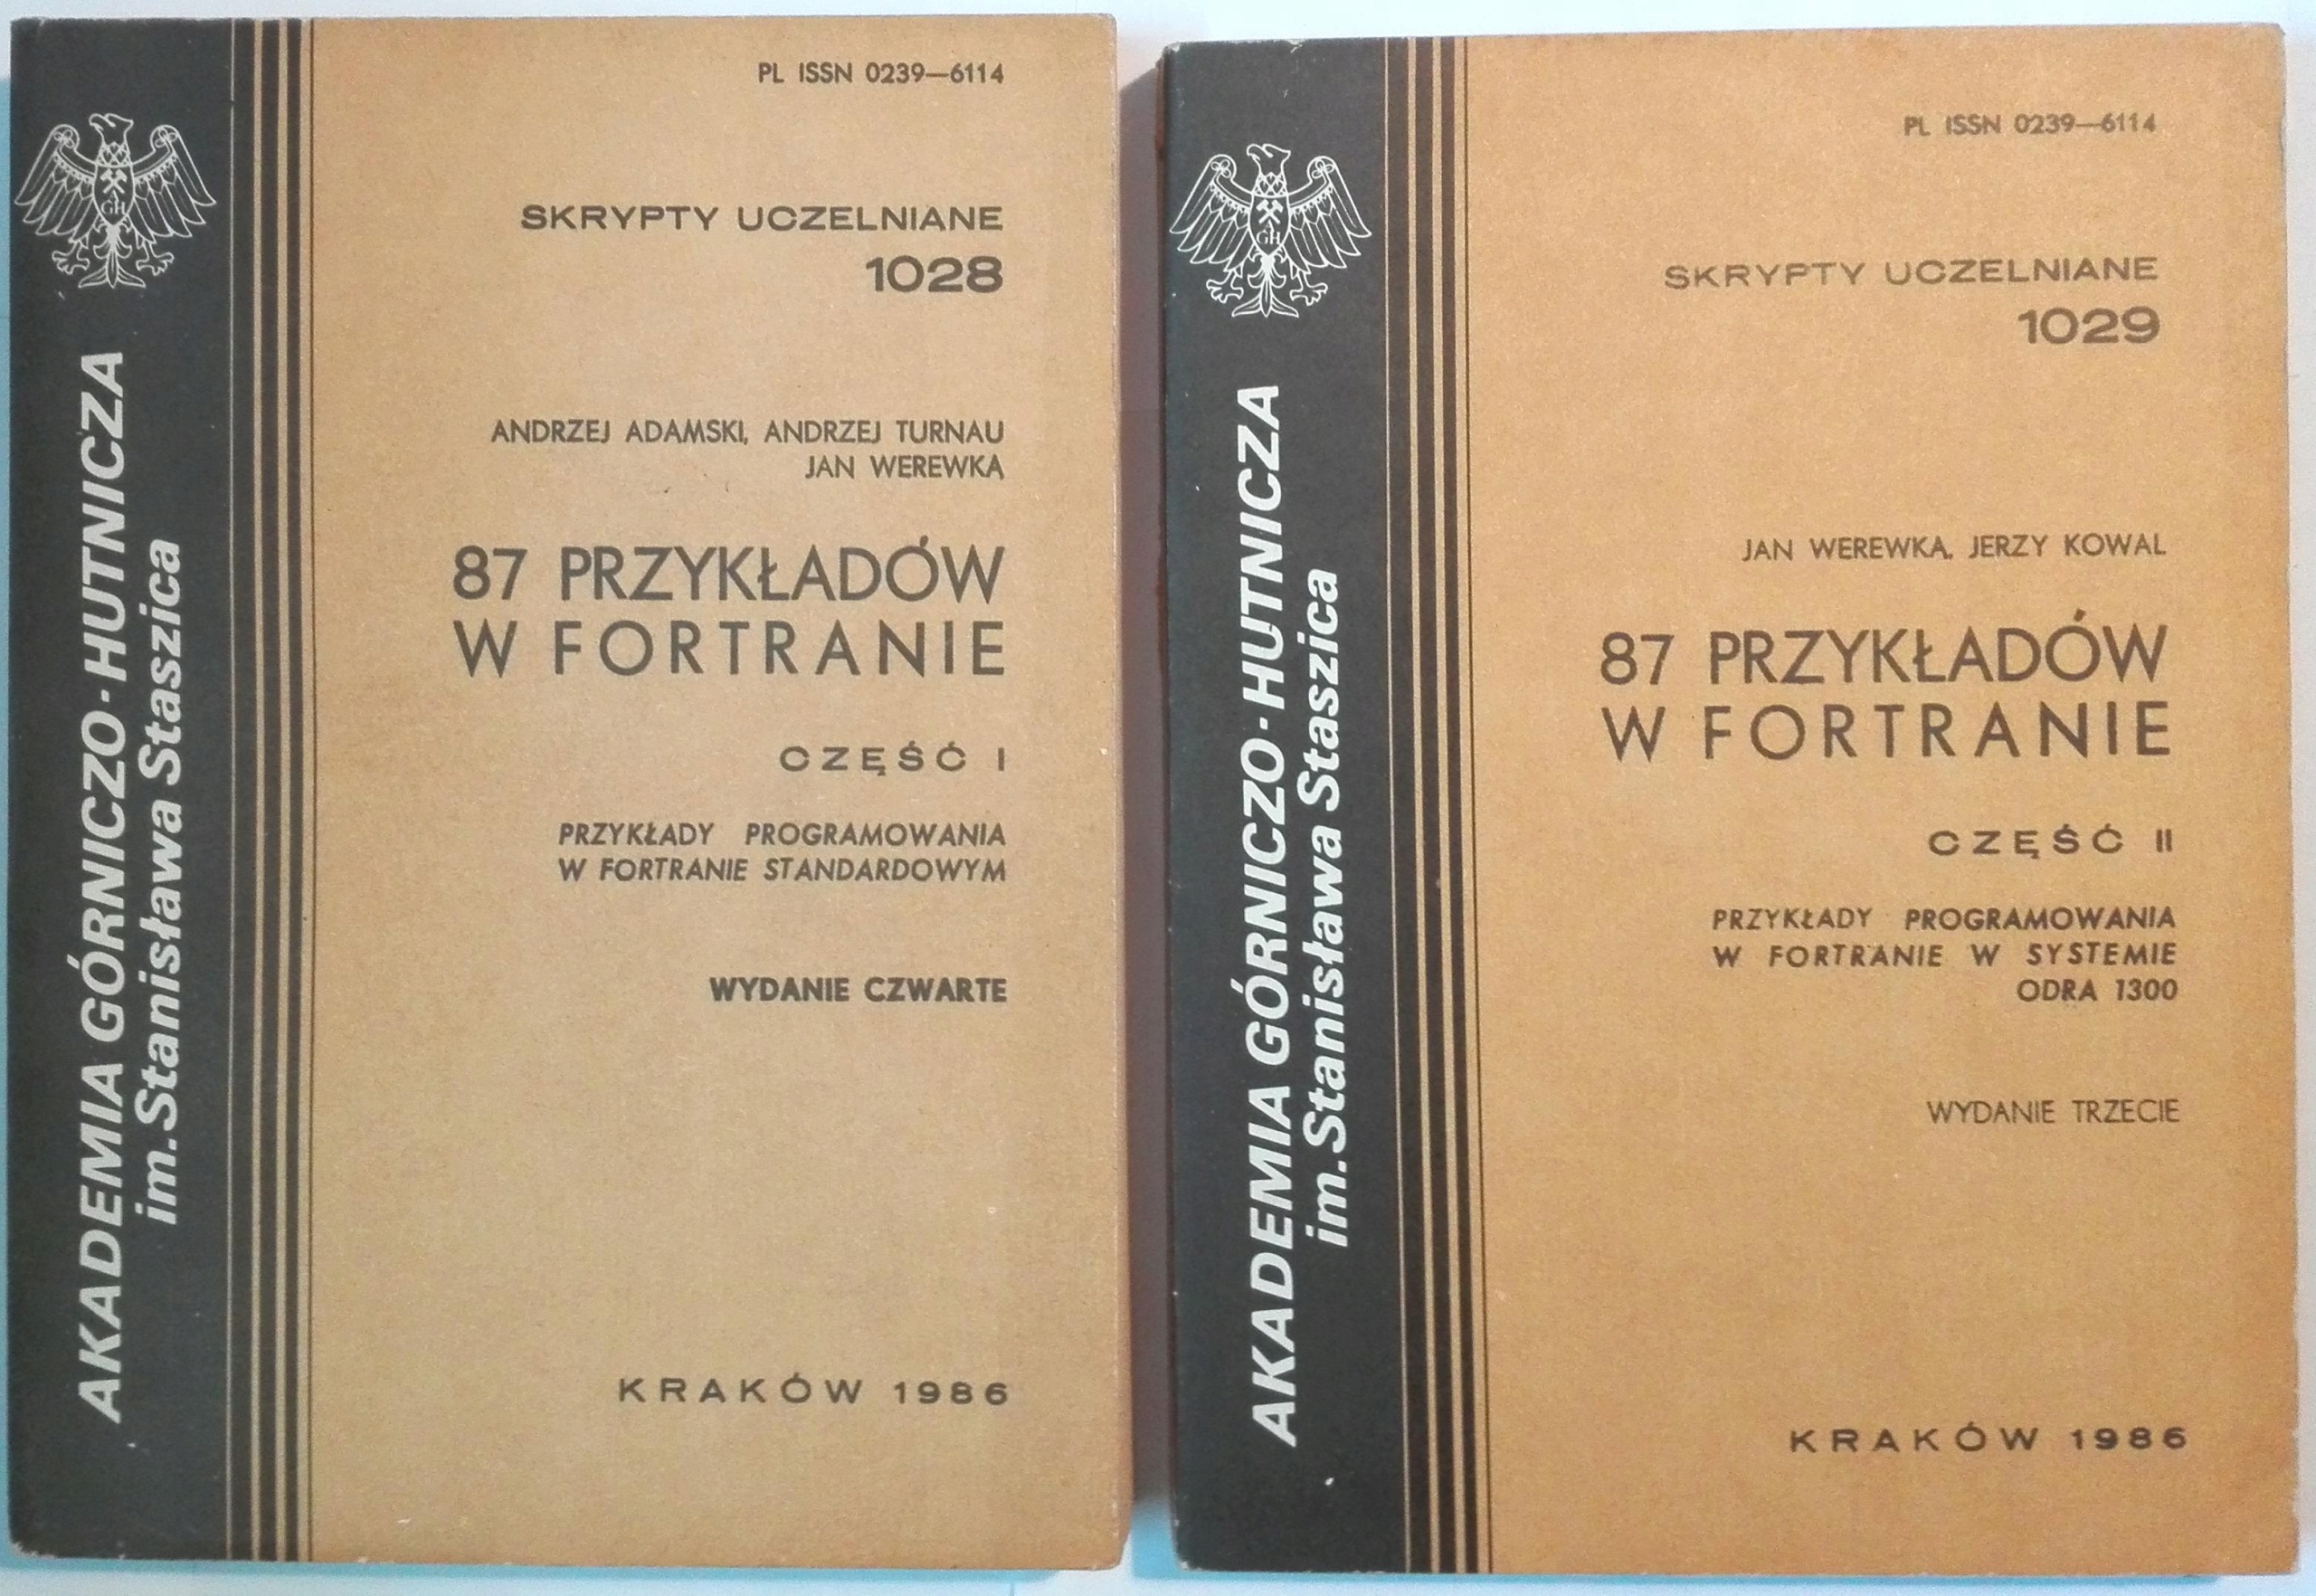 AKADEMIA GÓRNICZO-HUTNICZA
im. Stanisława Staszica
GH
PL ISSN 0239—6114
SKRYPTY UCZELNIANE
1028
ANDRZEJ ADAMSKI, ANDRZEJ TURNAU
JAN WEREWKA
87 PRZYKŁADÓW
W FORTRANIE
CZĘŚĆ I
PRZYKŁADY PROGRAMOWANIA
W FORTRANIE STANDARDOWYM
WYDANIE CZWARTE
KRAKÓW 1986
AKADEMIA GÓRNICZO-HUTNICZA
im. Stanisława Staszica
A
GH
PL ISSN 0239—6114
SKRYPTY UCZELNIANE
1029
JAN WEREWKA, JERZY KOWAL
87 PRZYKŁADÓW
W FORTRANIE
CZĘŚĆ II
PRZYKŁADY PROGRAMOWANIA
W FORTRANIE W SYSTEMIE
ODRA 1300
WYDANIE TRZECIE
KRAKÓW 1986